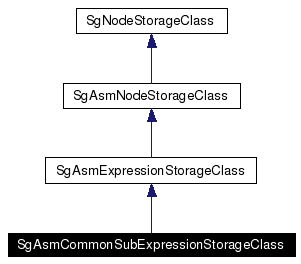 SgNodeStorageClass
SgAsmNodeStorageClass
SgAsmExpressionStorageClass
SgAsmCommonSubExpressionStorageClass